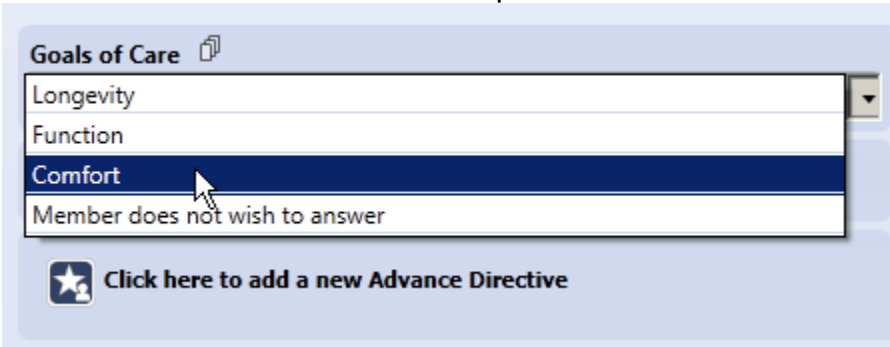 Goals of Care
Longevity
Function
Comfort
Member does not wish to answer
Click here to add a new Advance Directive